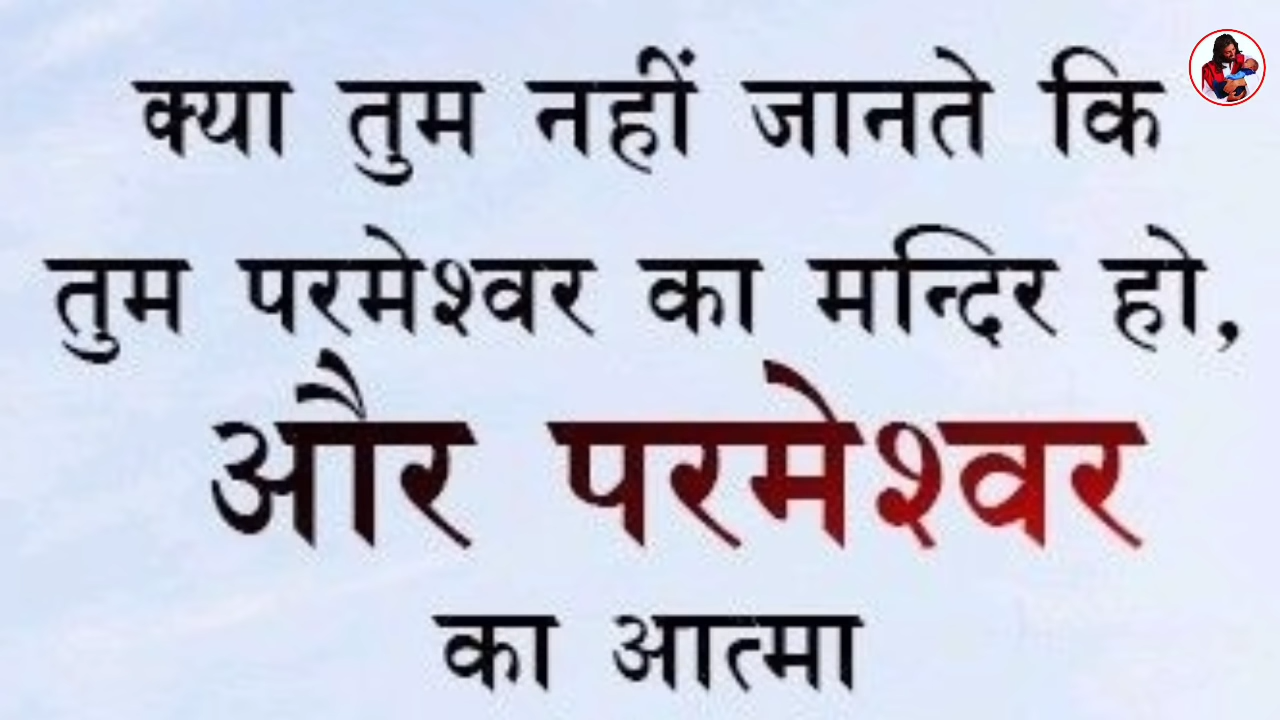 क्या तुम नहीं जानते कि
तुम परमेश्वर का मन्दिर हो,
और परमेश्वर
का आत्मा